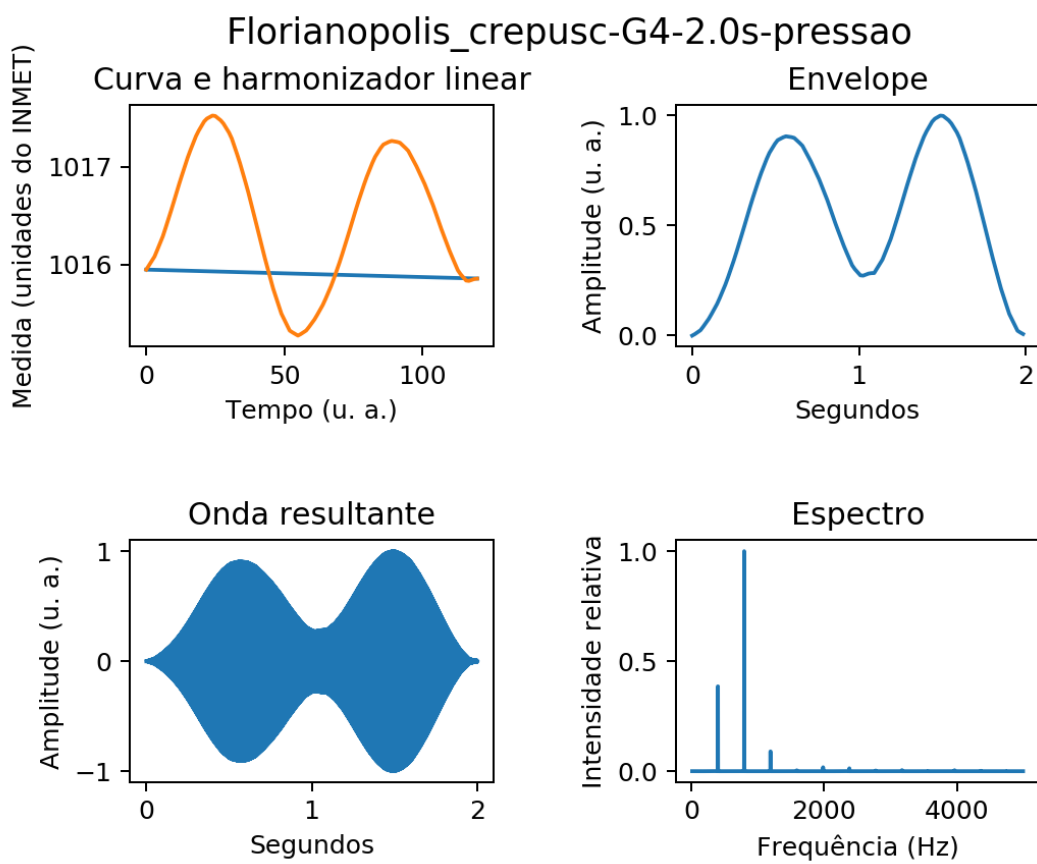 Florianopolis_crepusc-G4-2.0s-pressao
Curva e harmonizador linear
Medida (unidades do INMET)
1017
1016
0
50
100
Tempo (u. a.)
Envelope
Amplitude (u. a.)
1.0
0.5
0.0
0
1
2
Segundos
Onda resultante
Amplitude (u. a.)
1
0
−1
0
1
2
Segundos
Espectro
Intensidade relativa
1.0
0.5
0.0
0
2000
4000
Frequência (Hz)